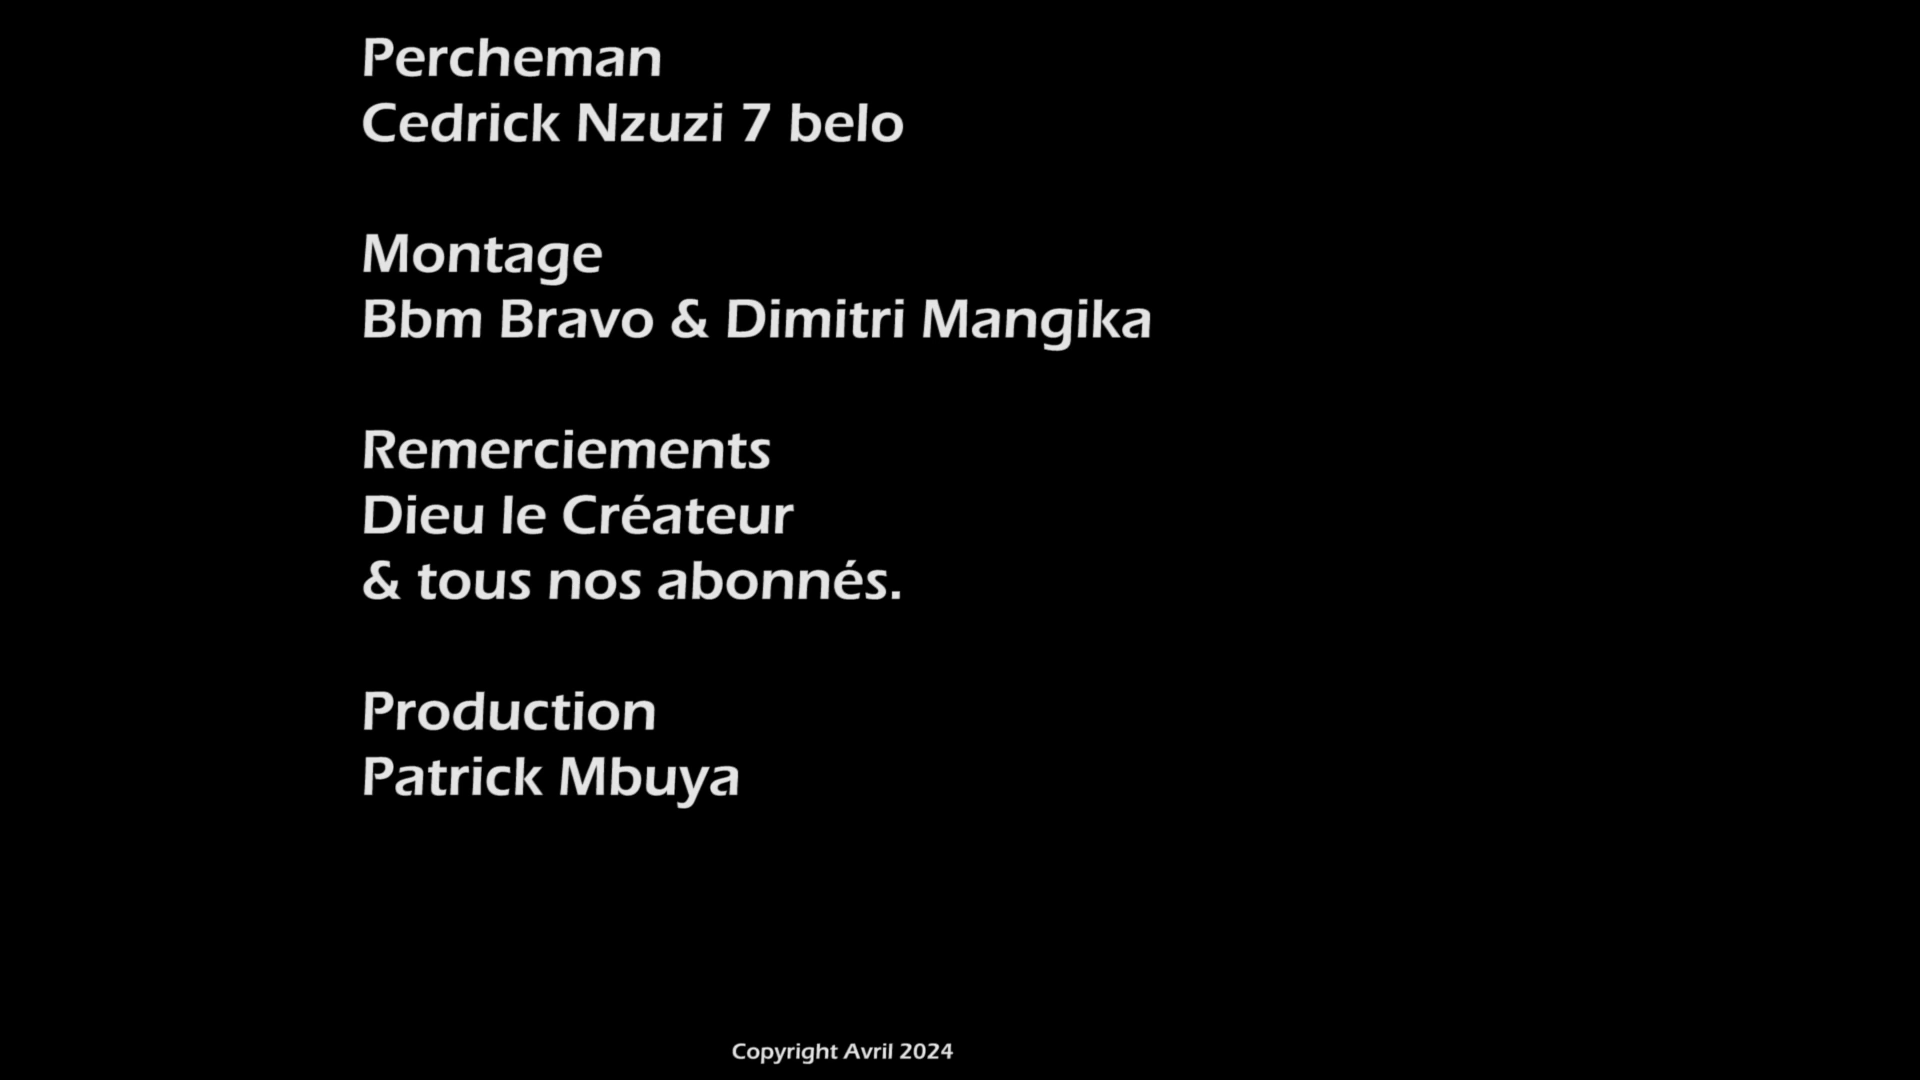 Percheman
Cedrick Nzuzi 7 belo
Montage
Bbm Bravo & Dimitri Mangika
Remerciements
Dieu le Créateur
& tous nos abonnés.
Production
Patrick Mbuya
Copyright Avril 2024